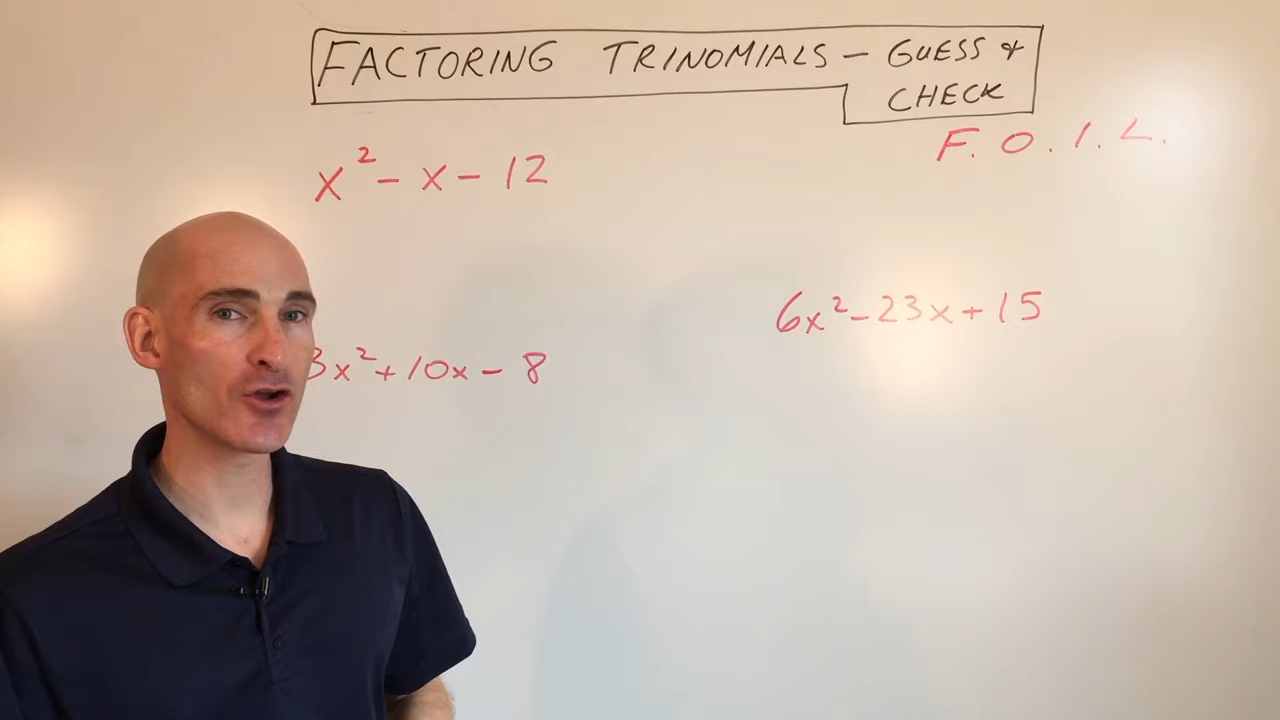 FACTORING TRINOMIALS – GUESS &
CHECK
F. O. I. L.
x² - x - 12
6x² - 23x + 15
3x² + 10x - 8